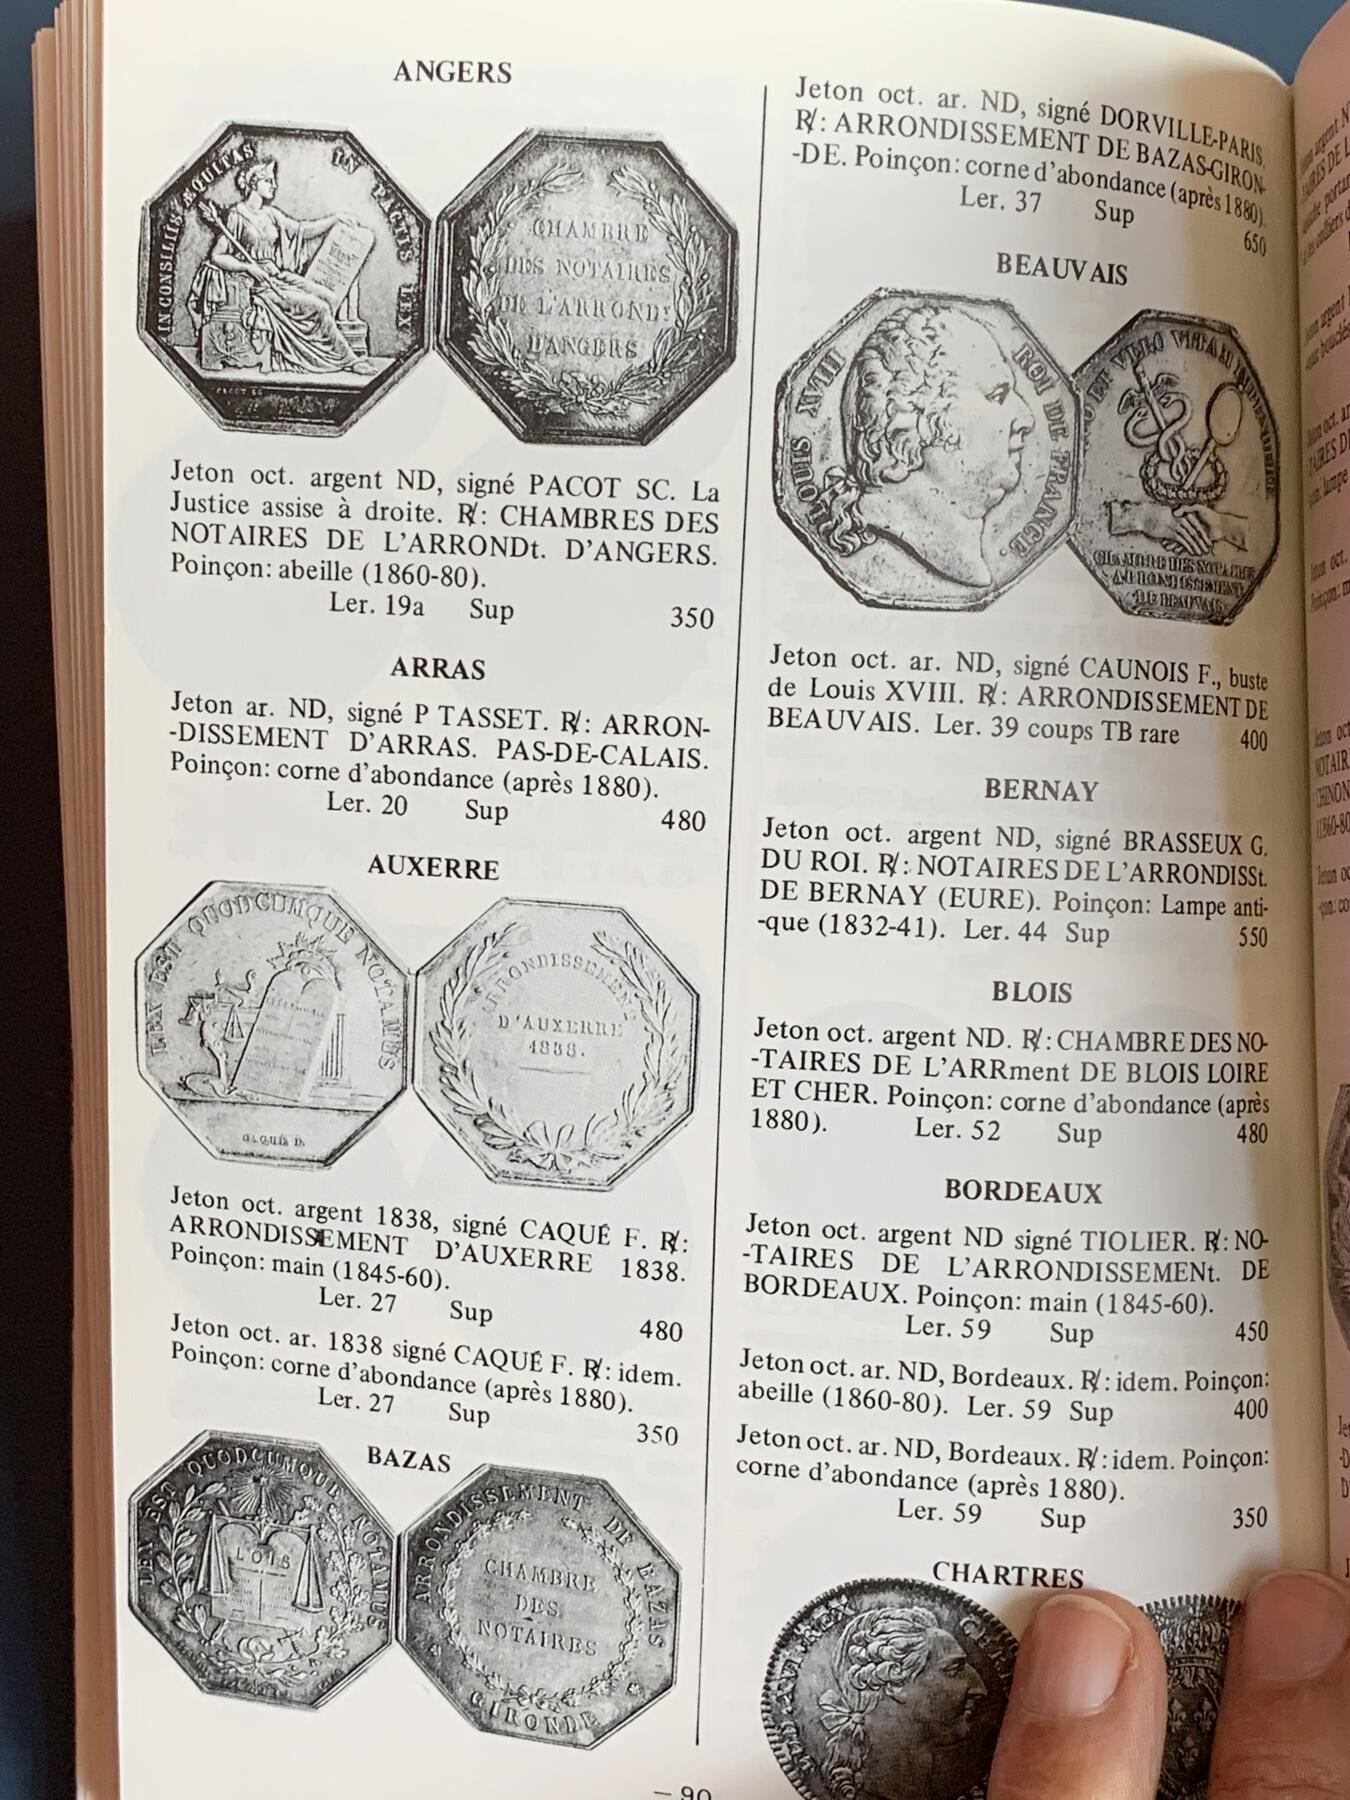 ANGERS
IN CONSILIIS ÆQUITAS IN PACTIS LEX
PACOT SC
CHAMBRE
DES NOTAIRES
DE L'ARRONDt
D'ANGERS
Jeton oct. argent ND, signé PACOT SC. La
Justice assise à droite. R/: CHAMBRES DES
NOTAIRES DE L'ARRONDt. D'ANGERS.
Poinçon: abeille (1860-80).
Ler. 19a Sup 350
ARRAS
Jeton ar. ND, signé P TASSET. R/: ARRON-
-DISSEMENT D'ARRAS. PAS-DE-CALAIS.
Poinçon: corne d'abondance (après 1880).
Ler. 20 Sup 480
AUXERRE
LEX EST QUODCUMQUE NOTAMUS
CAQUÉ F.
ARRONDISSEMENT
D'AUXERRE
1838.
Jeton oct. argent 1838, signé CAQUÉ F. R/:
ARRONDISSEMENT D'AUXERRE 1838.
Poinçon: main (1845-60).
Ler. 27 Sup 480
Jeton oct. ar. 1838 signé CAQUÉ F. R/: idem.
Poinçon: corne d'abondance (après 1880).
Ler. 27 Sup 350
BAZAS
LEX EST QUODCUMQUE NOTAMUS
LOIS
ARRONDISSEMENT DE BAZAS
CHAMBRE
DES
NOTAIRES
GIRONDE
Jeton oct. ar. ND, signé DORVILLE-PARIS.
R/: ARRONDISSEMENT DE BAZAS-GIRON-
-DE. Poinçon: corne d'abondance (après 1880).
Ler. 37 Sup
650
BEAUVAIS
LOUIS XVIII ROI DE FRANCE.
ET VERO VITAM IMPENDERE
CHAMBRE DES NOTAIRES
ARRONDISSEMENT
DE BEAUVAIS
Jeton oct. ar. ND, signé CAUNOIS F., buste
de Louis XVIII. R/: ARRONDISSEMENT DE
BEAUVAIS. Ler. 39 coups TB rare 400
BERNAY
Jeton oct. argent ND, signé BRASSEUX G.
DU ROI. R/: NOTAIRES DE L'ARRONDISSt.
DE BERNAY (EURE). Poinçon: Lampe anti-
-que (1832-41). Ler. 44 Sup 550
BLOIS
Jeton oct. argent ND. R/: CHAMBRE DES NO-
-TAIRES DE L'ARRment DE BLOIS LOIRE
ET CHER. Poinçon: corne d'abondance (après
1880). Ler. 52 Sup 480
BORDEAUX
Jeton oct. argent ND signé TIOLIER. R/: NO-
-TAIRES DE L'ARRONDISSEMENt. DE
BORDEAUX. Poinçon: main (1845-60).
Ler. 59 Sup 450
Jeton oct. ar. ND, Bordeaux. R/: idem. Poinçon:
abeille (1860-80). Ler. 59 Sup 400
Jeton oct. ar. ND, Bordeaux. R/: idem. Poinçon:
corne d'abondance (après 1880).
Ler. 59 Sup 350
CHARTRES
XVI REX CHRI
— 90